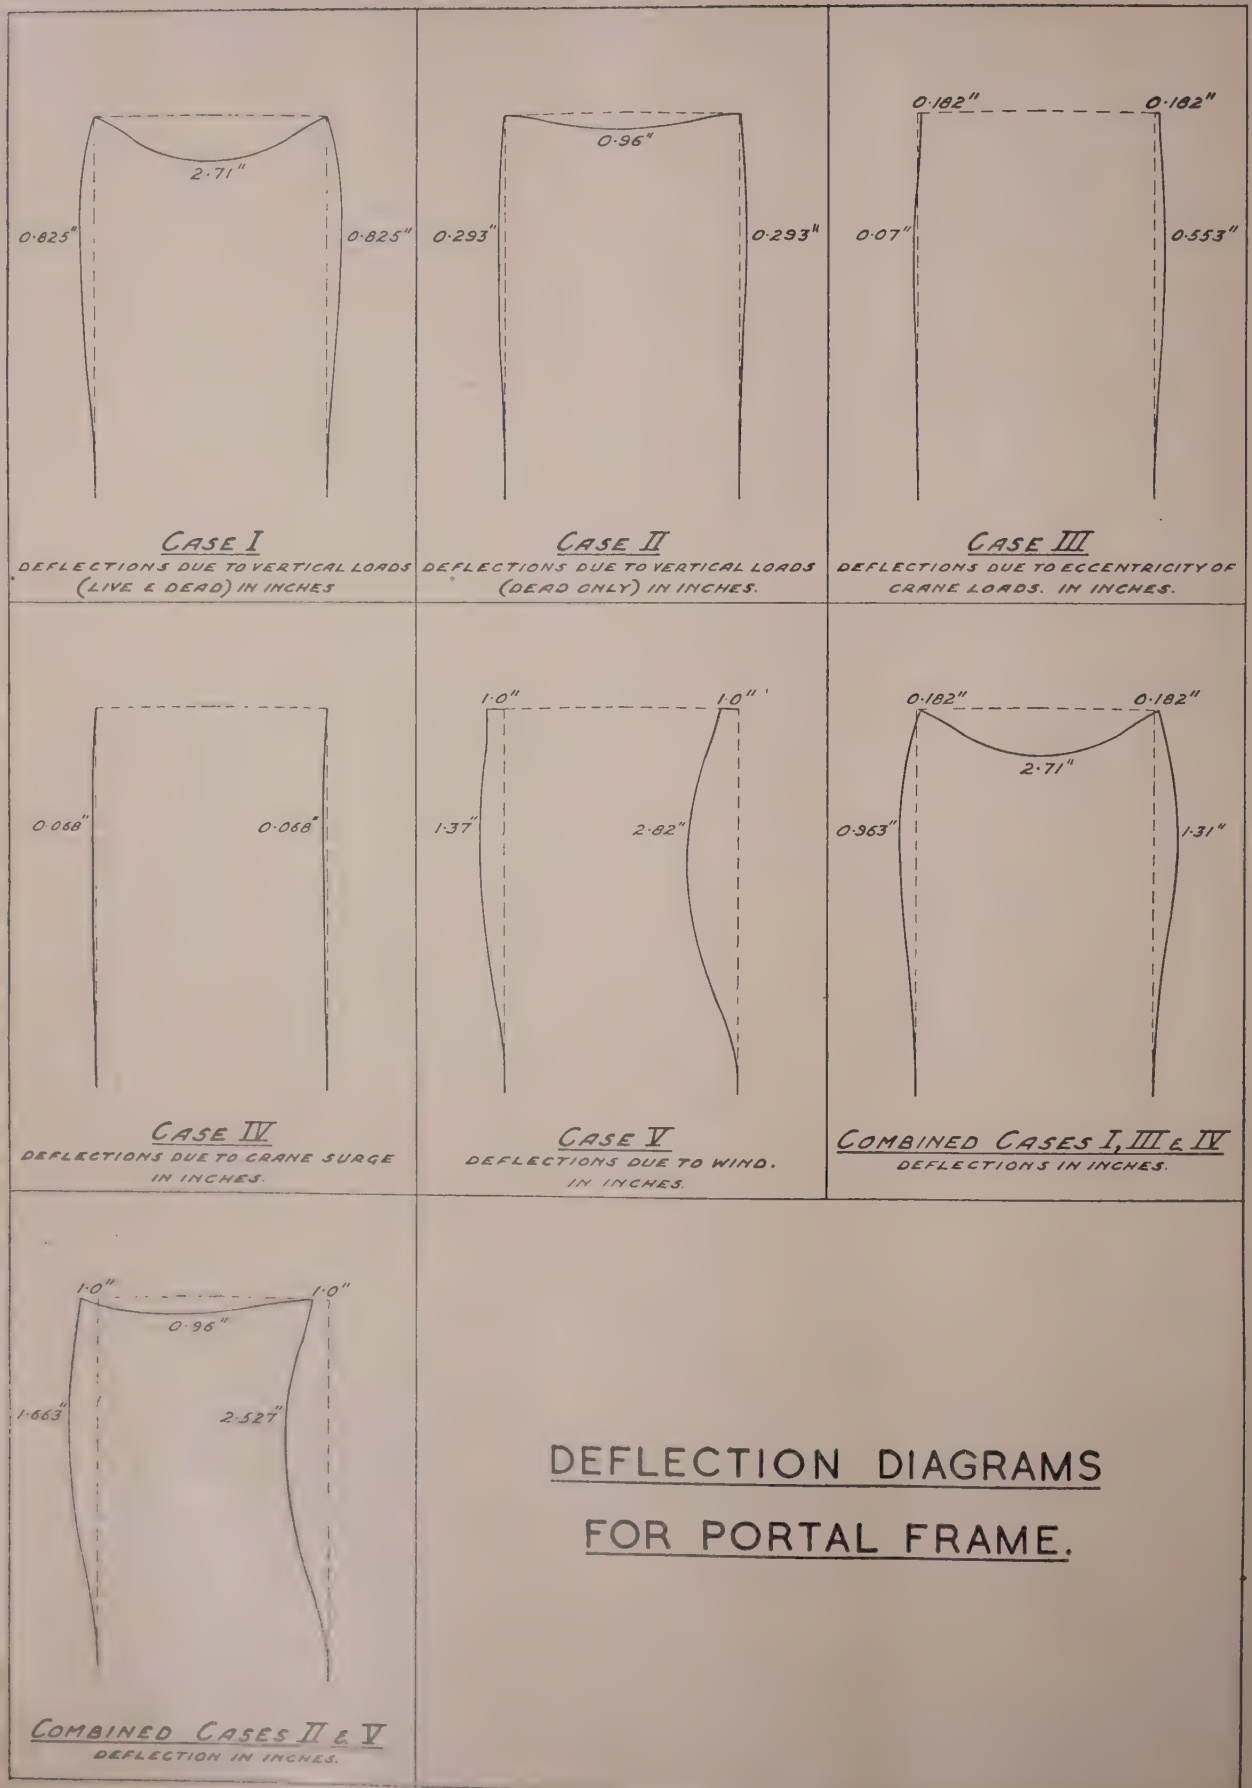 2·71"
0·825"
0·825"
CASE I
DEFLECTIONS DUE TO VERTICAL LOADS
(LIVE & DEAD) IN INCHES
0·96"
0·293"
0·293"
CASE II
DEFLECTIONS DUE TO VERTICAL LOADS
(DEAD ONLY) IN INCHES.
0·182"
0·182"
0·07"
0·553"
CASE III
DEFLECTIONS DUE TO ECCENTRICITY OF
CRANE LOADS. IN INCHES.
0·068"
0·068"
CASE IV
DEFLECTIONS DUE TO CRANE SURGE
IN INCHES.
1·0"
1·0"
1·37"
2·82"
CASE V
DEFLECTIONS DUE TO WIND.
IN INCHES.
0·182"
0·182"
2·71"
0·963"
1·31"
COMBINED CASES I, III & IV
DEFLECTIONS IN INCHES.
1·0"
1·0"
0·96"
1·663"
2·527"
COMBINED CASES II & V
DEFLECTION IN INCHES.
DEFLECTION DIAGRAMS
FOR PORTAL FRAME.